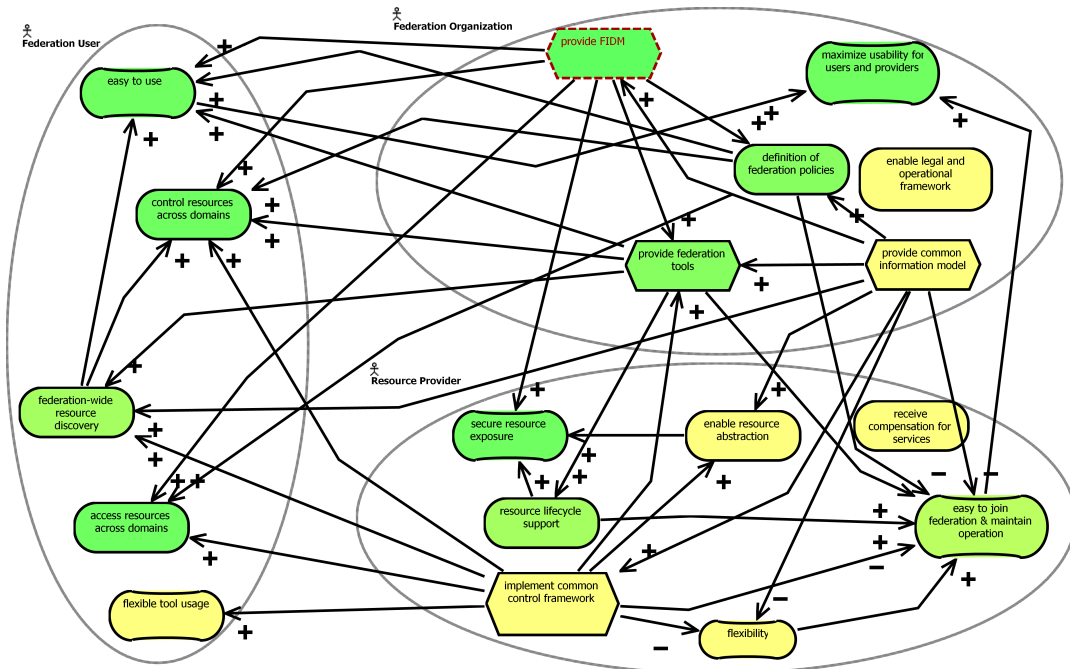 Federation Organization
Federation User
provide FIDM
+
maximize usability for
users and providers
easy to use
+
+
+
+
+
+
+
+
definition of
federation policies
enable legal and
operational framework
+
control resources
across domains
+
+
+
+
+
+
provide federation
tools
provide common
information model
+
+
Resource Provider
+
federation-wide
resource
discovery
+
+
receive
compensation for
services
secure resource
exposure
enable resource
abstraction
+
+
+
+
+
+
+
+
–
–
access resources
across domains
resource lifecycle
support
easy to join
federation & maintain
operation
+
+
+
+
–
implement common
control framework
+
flexible tool usage
+
–
flexibility
–